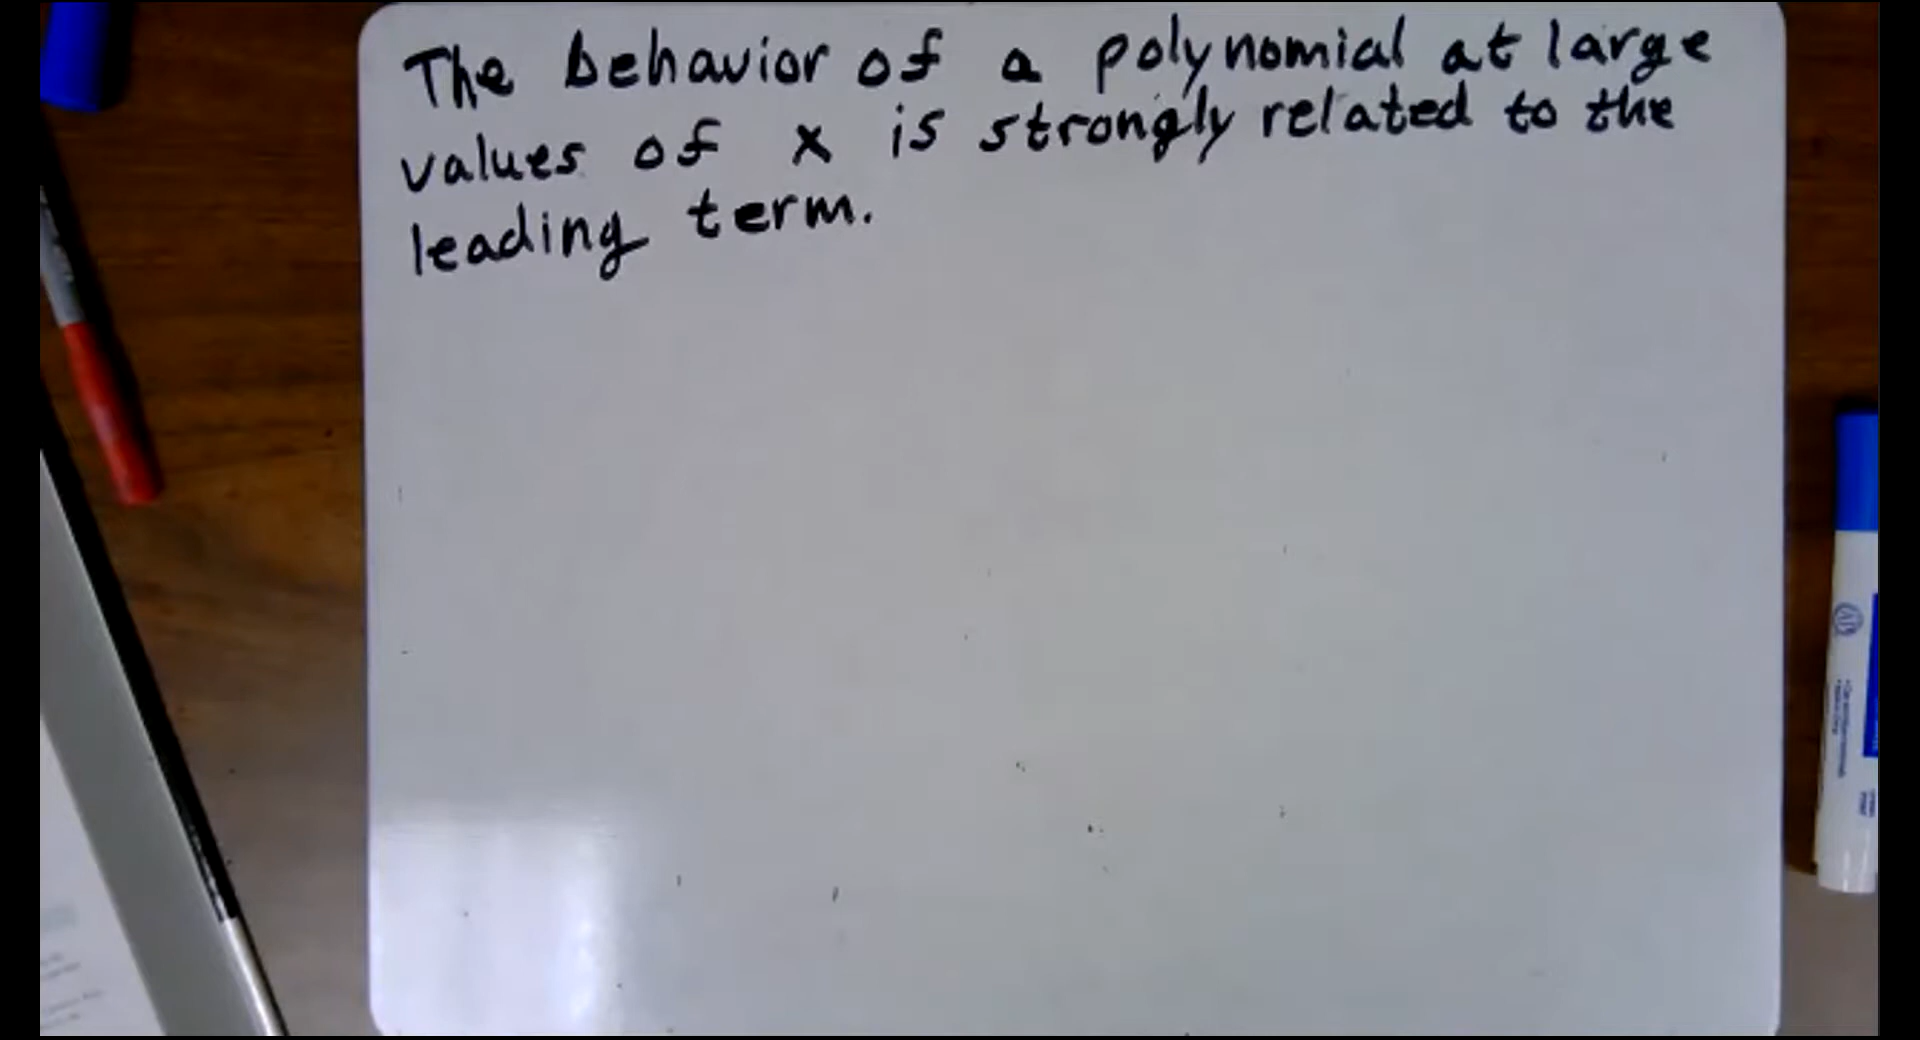 The behavior of a polynomial at large
values of x is strongly related to the
leading term.